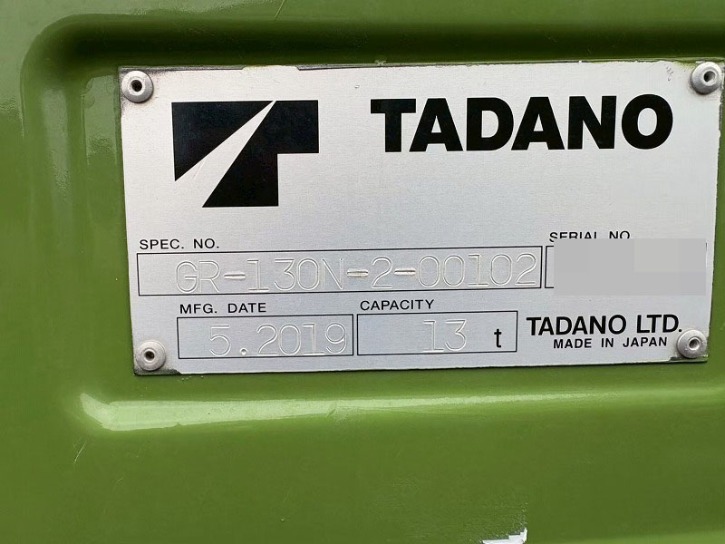 TADANO
SPEC. NO.
SERIAL NO.
GR-130N-2-00102
MFG. DATE
CAPACITY
5.2019
13 t
TADANO LTD.
MADE IN JAPAN